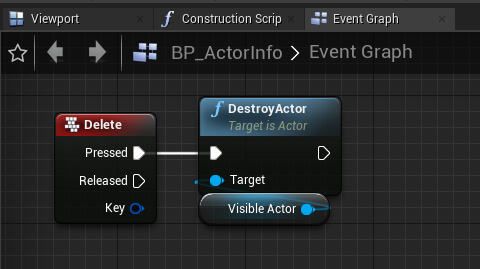 Viewport
Construction Scrip
Event Graph
BP_ActorInfo > Event Graph
Delete
Pressed
Released
Key
DestroyActor
Target is Actor
Target
Visible Actor